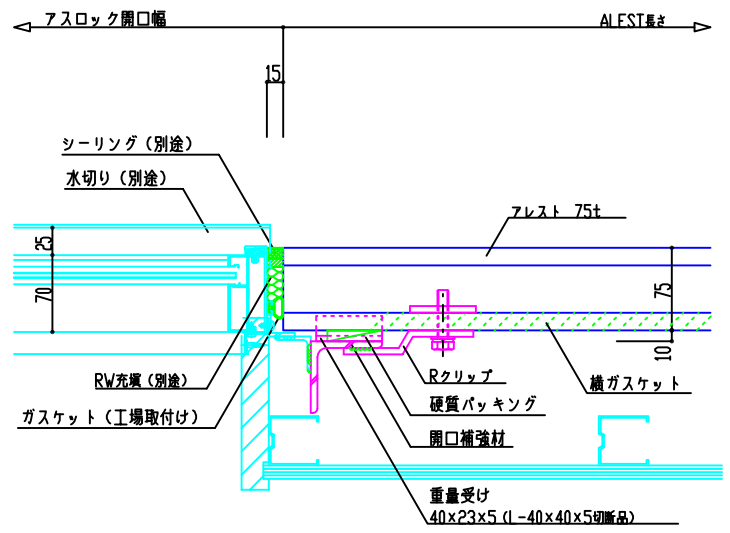 アスロック開口幅
ALEST長さ
15
シーリング（別途）
水切り（別途）
アレスト 75t
25
70
75
10
RW充填（別途）
Rクリップ
横ガスケット
硬質パッキング
ガスケット（工場取付け）
開口補強材
重量受け
40×23×5（L-40×40×5切断品）